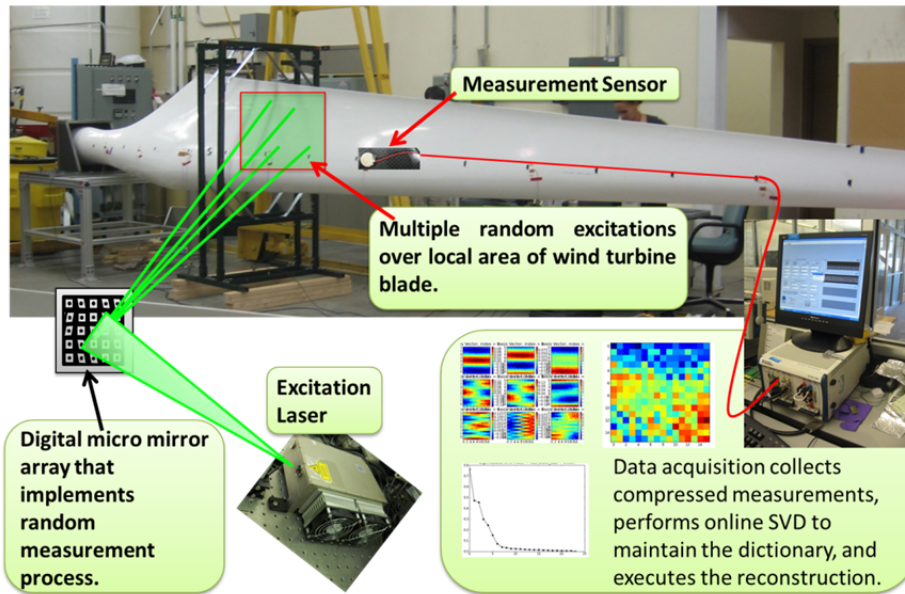 Measurement Sensor
Multiple random excitations
over local area of wind turbine
blade.
Excitation
Laser
Digital micro mirror
array that
implements
random
measurement
process.
Data acquisition collects
compressed measurements,
performs online SVD to
maintain the dictionary, and
executes the reconstruction.